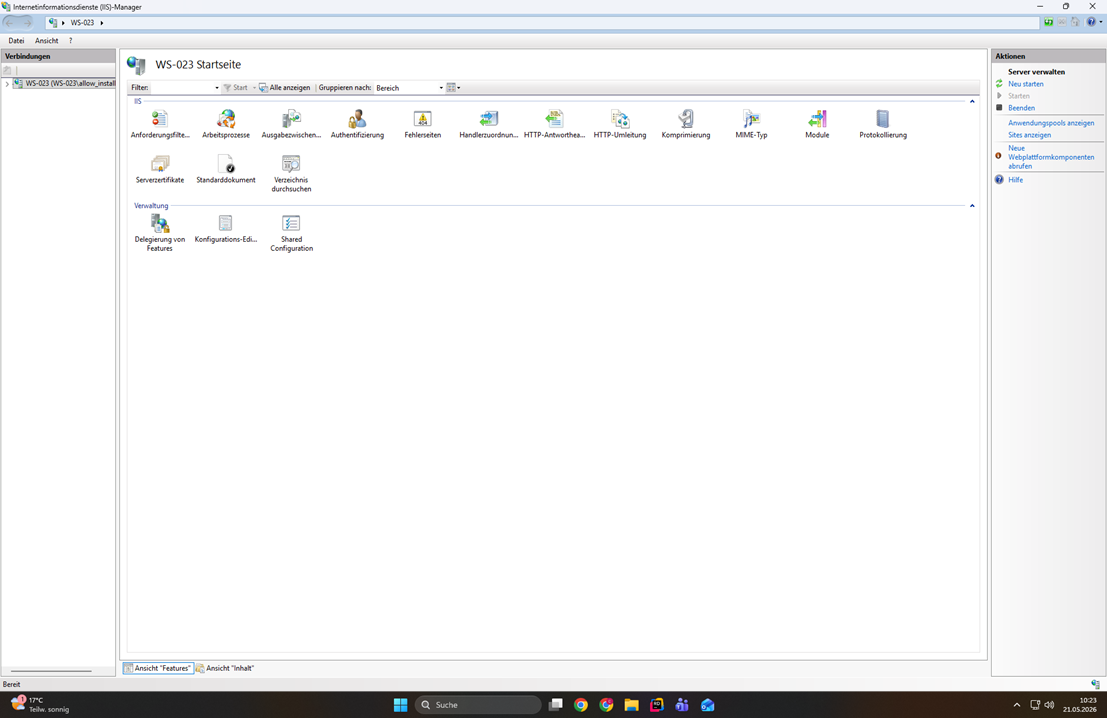 Internetinformationsdienste (IIS)-Manager
WS-023
Datei Ansicht ?
Verbindungen
WS-023 (WS-023\allow_install
WS-023 Startseite
Filter: Start Alle anzeigen Gruppieren nach: Bereich
IIS
Anforderungsfilte... Arbeitsprozesse Ausgabezwischen... Authentifizierung Fehlerseiten Handlerzuordnun... HTTP-Antworthea... HTTP-Umleitung Komprimierung MIME-Typ Module Protokollierung
Serverzertifikate Standarddokument Verzeichnis
durchsuchen
Verwaltung
Delegierung von Konfigurations-Edi... Shared
Features Configuration
Aktionen
Server verwalten
Neu starten
Starten
Beenden
Anwendungspools anzeigen
Sites anzeigen
Neue
Webplattformkomponenten
abrufen
Hilfe
Ansicht "Features" Ansicht "Inhalt"
Bereit
1
17°C
Teilw. sonnig
Suche
10:23
21.05.2026